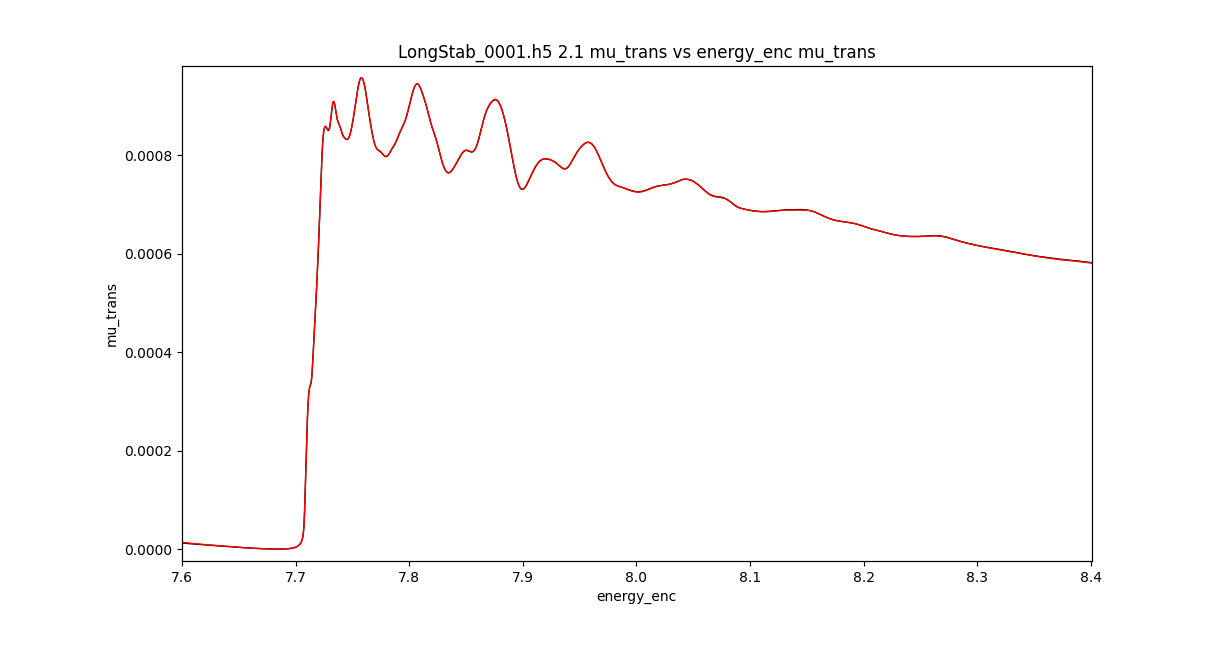 LongStab_0001.h5 2.1 mu_trans vs energy_enc mu_trans
mu_trans
0.0008
0.0006
0.0004
0.0002
0.0000
7.6 7.7 7.8 7.9 8.0 8.1 8.2 8.3 8.4
energy_enc